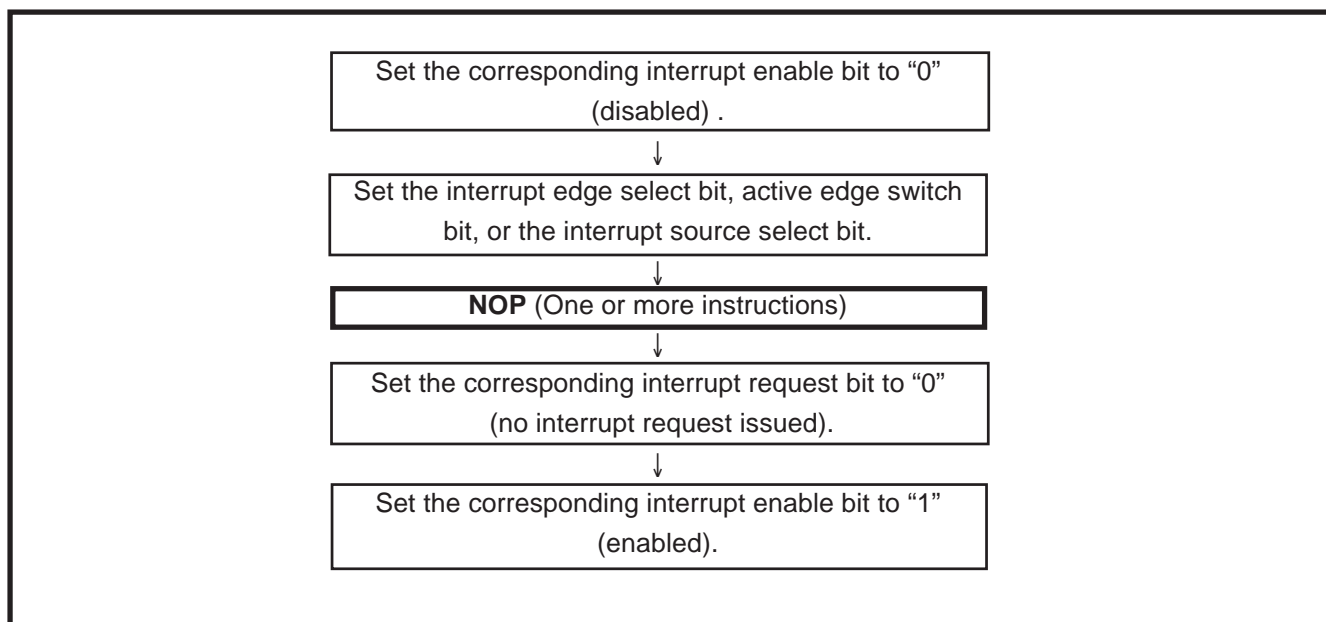 Set the corresponding interrupt enable bit to “0”
(disabled) .
↓
Set the interrupt edge select bit, active edge switch
bit, or the interrupt source select bit.
↓
NOP (One or more instructions)
↓
Set the corresponding interrupt request bit to “0”
(no interrupt request issued).
↓
Set the corresponding interrupt enable bit to “1”
(enabled).